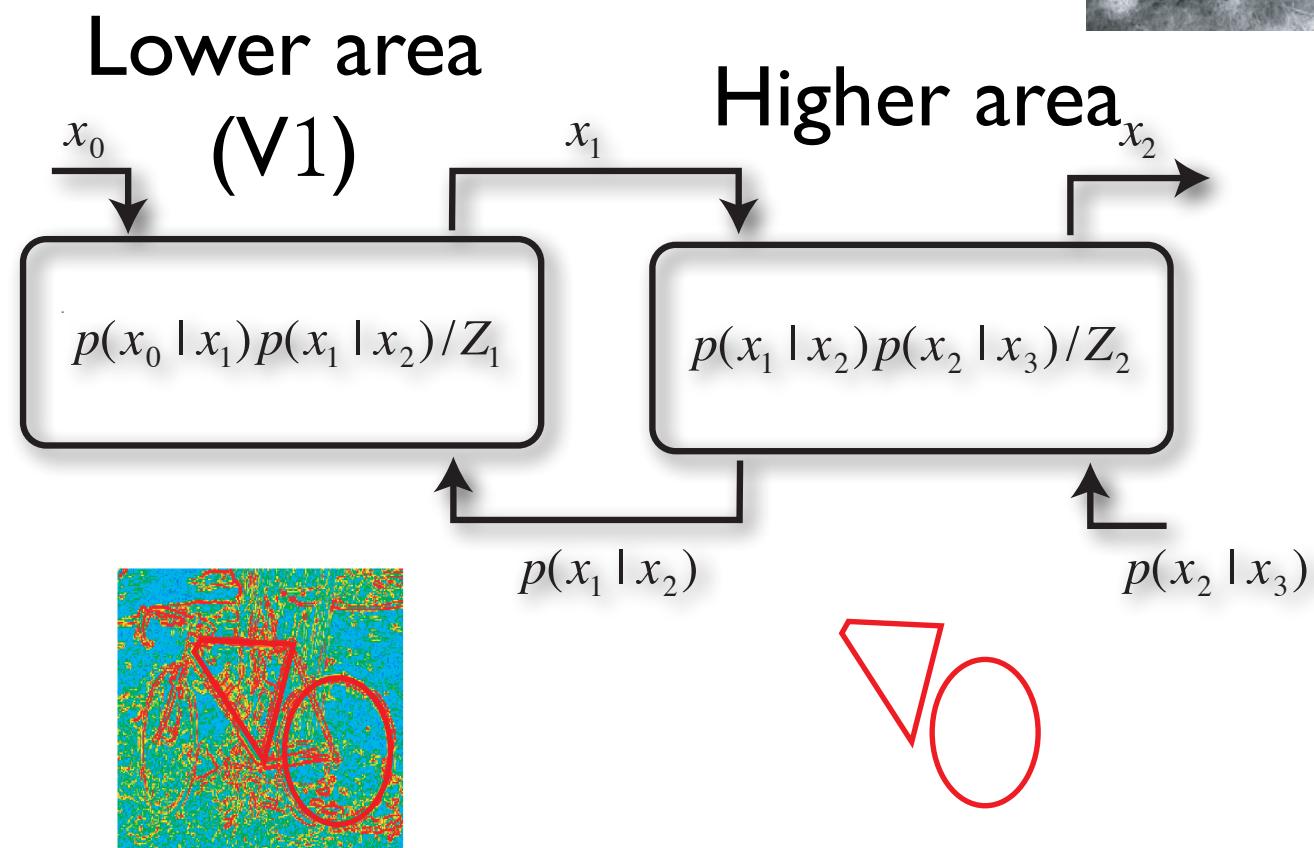 Lower area
(V1)
Higher area
x₀
x₁
x₂
p(x₀ | x₁)p(x₁ | x₂)/Z₁
p(x₁ | x₂)p(x₂ | x₃)/Z₂
p(x₁ | x₂)
p(x₂ | x₃)